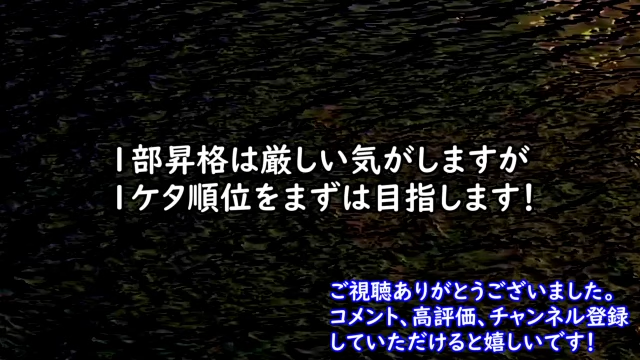 1部昇格は厳しい気がしますが
1ケタ順位をまずは目指します!
ご視聴ありがとうございました。
コメント、高評価、チャンネル登録
していただけると嬉しいです!